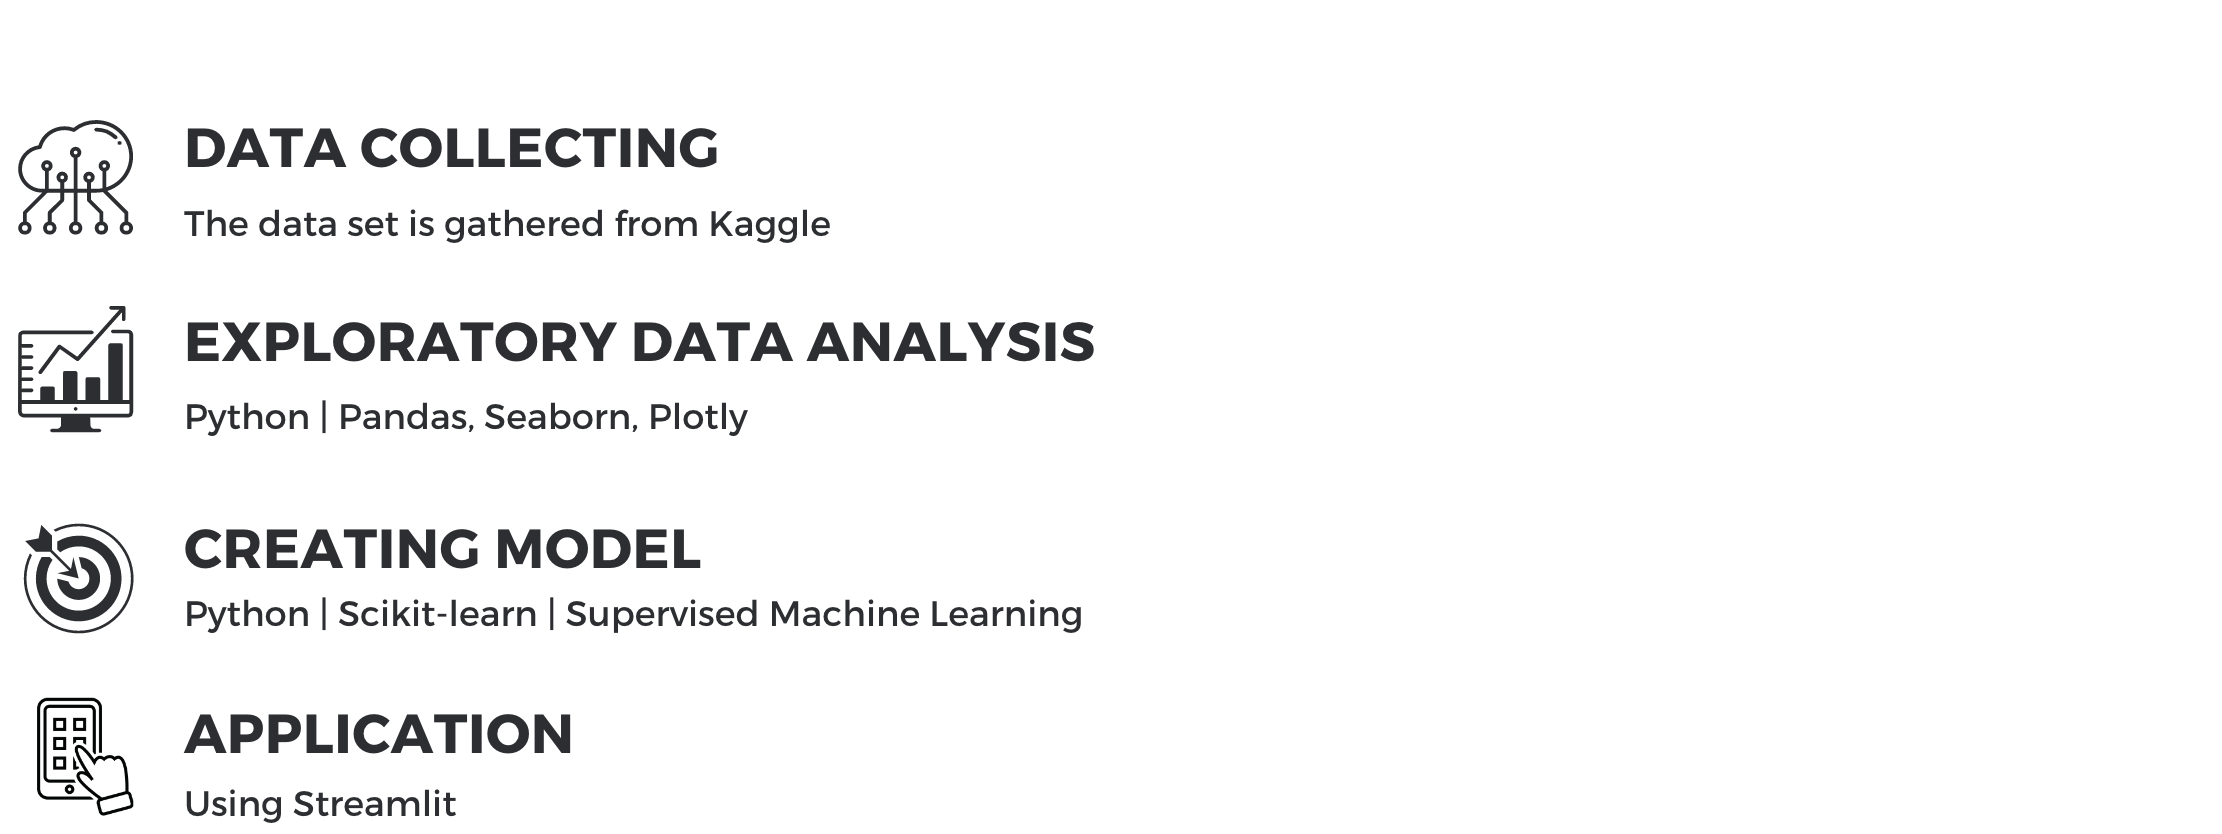 DATA COLLECTING
The data set is gathered from Kaggle
EXPLORATORY DATA ANALYSIS
Python | Pandas, Seaborn, Plotly
CREATING MODEL
Python | Scikit-learn | Supervised Machine Learning
APPLICATION
Using Streamlit